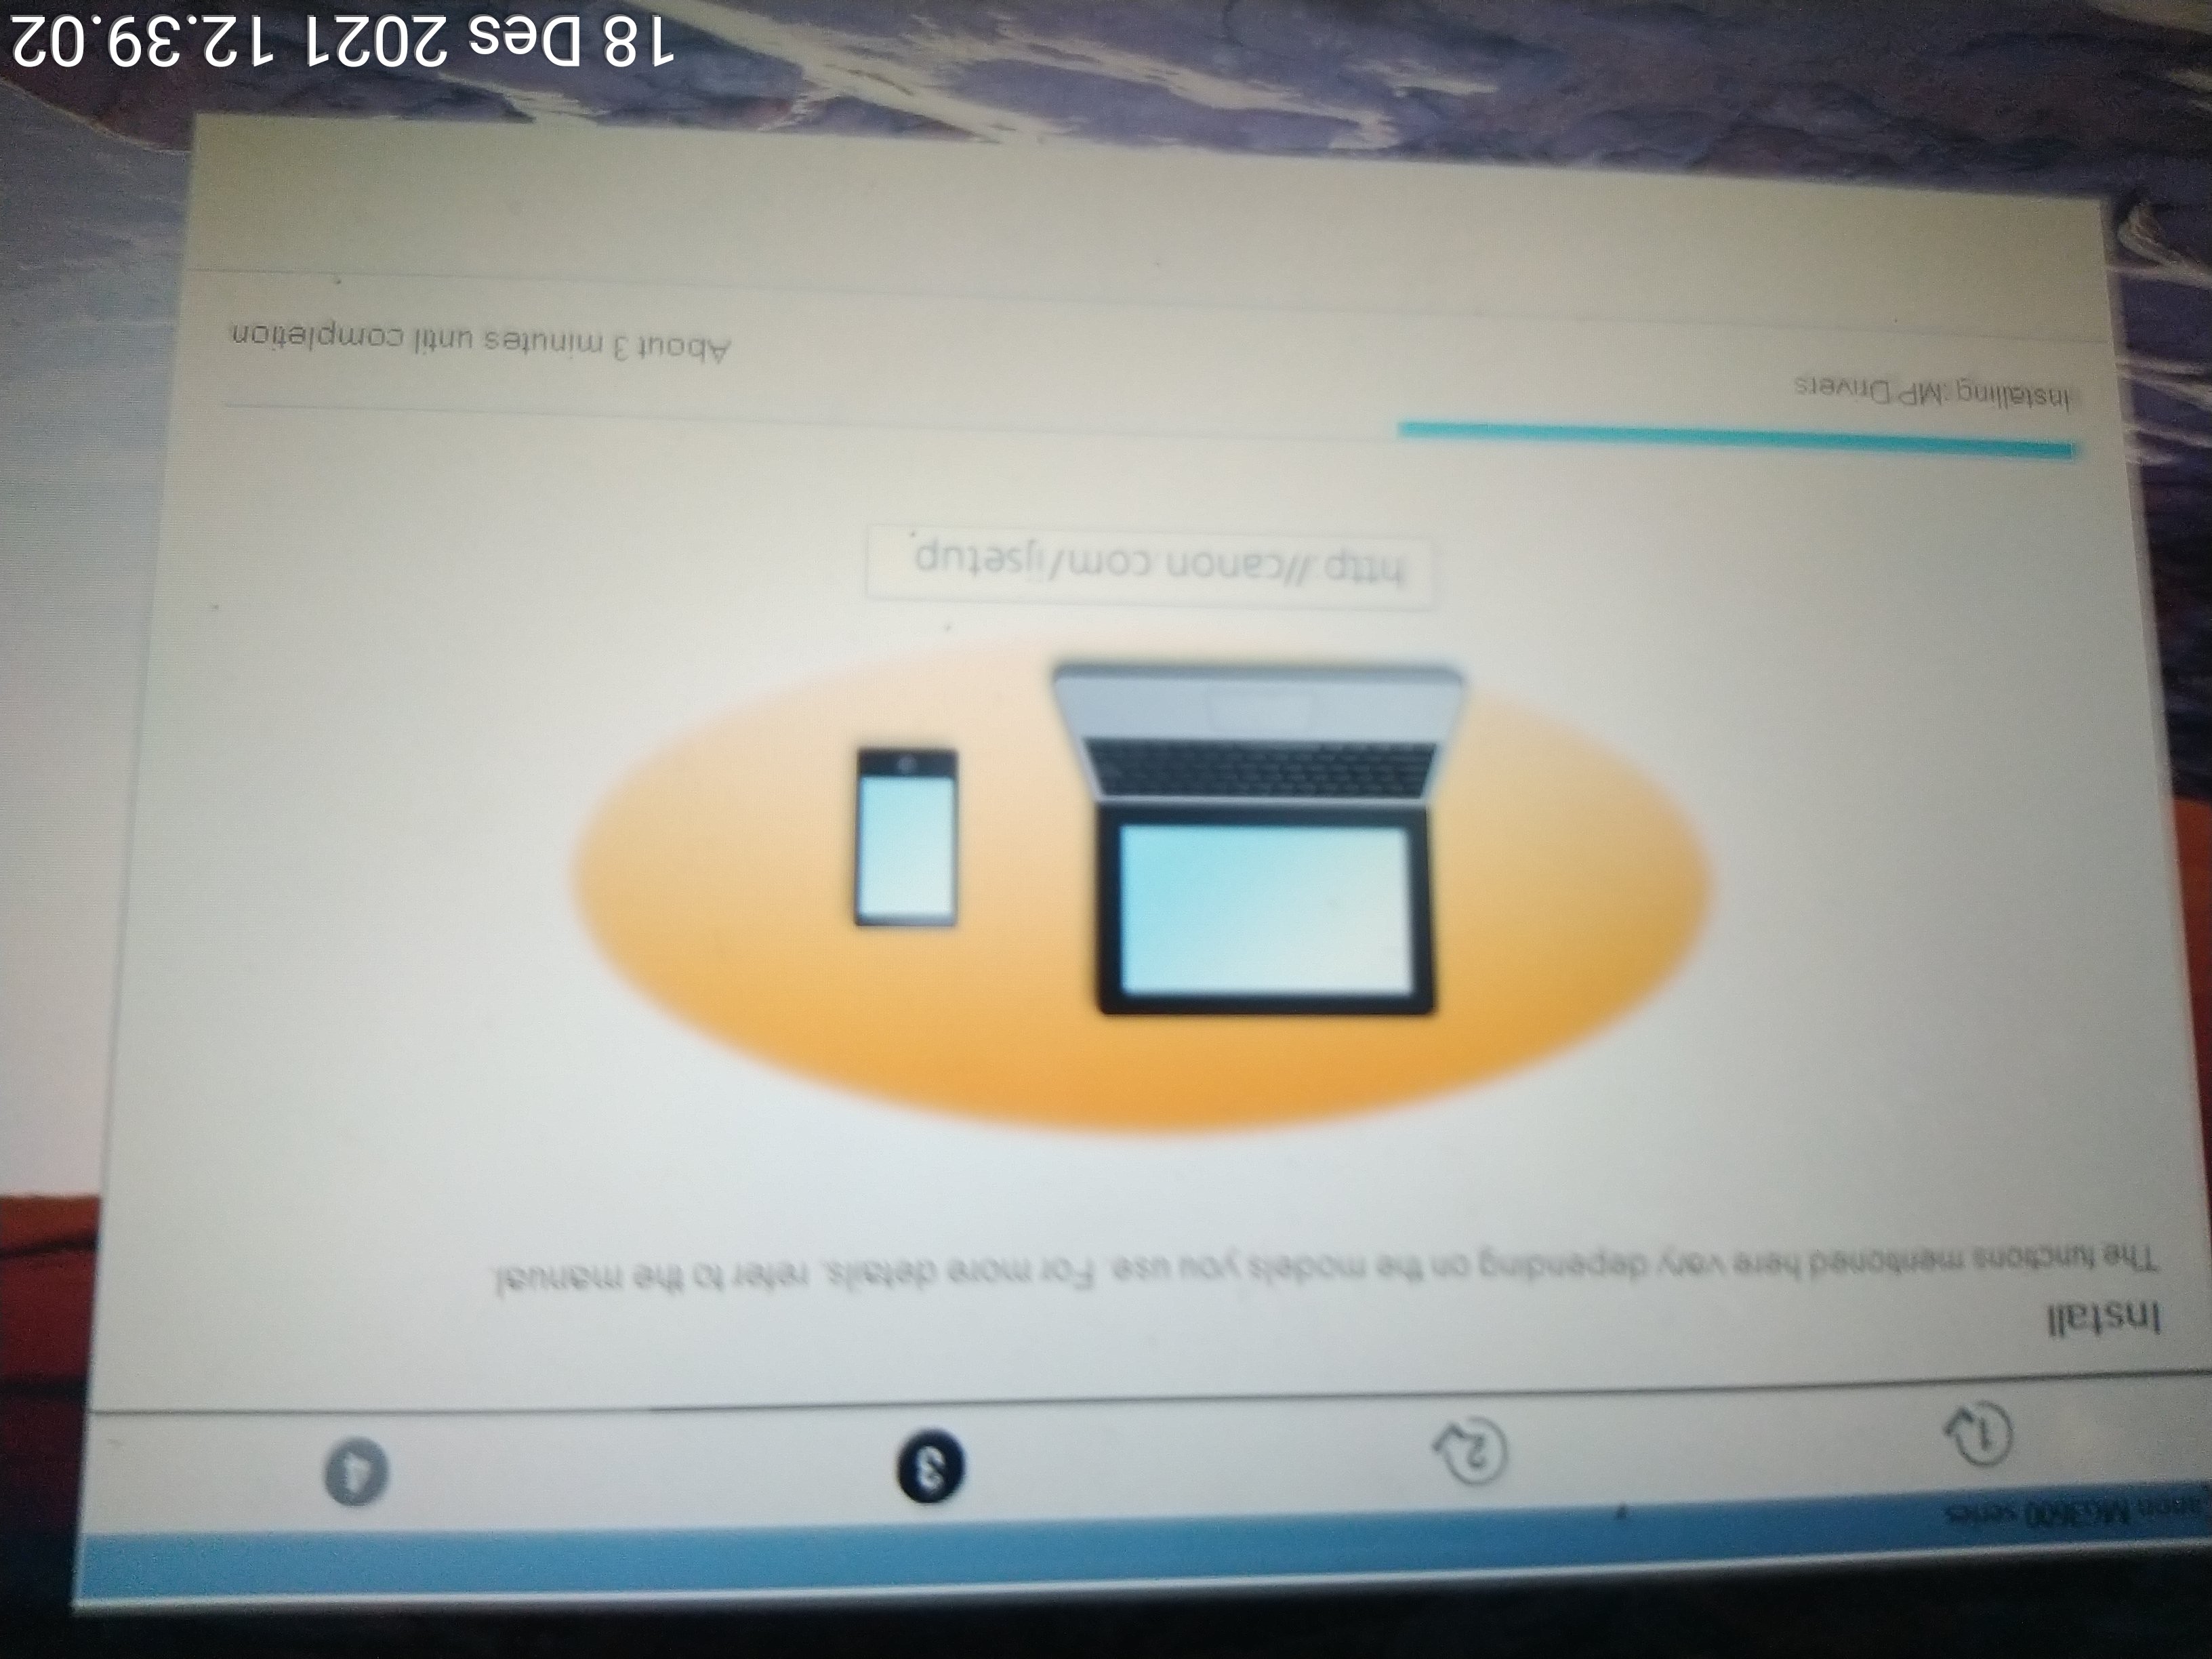 anon MG3600 series
1
2
3
4
Install
The functions mentioned here vary depending on the models you use. For more details, refer to the manual.
http://canon.com/ijsetup
Installing :MP Drivers
About 3 minutes until completion
18 Des 2021 12.39.02